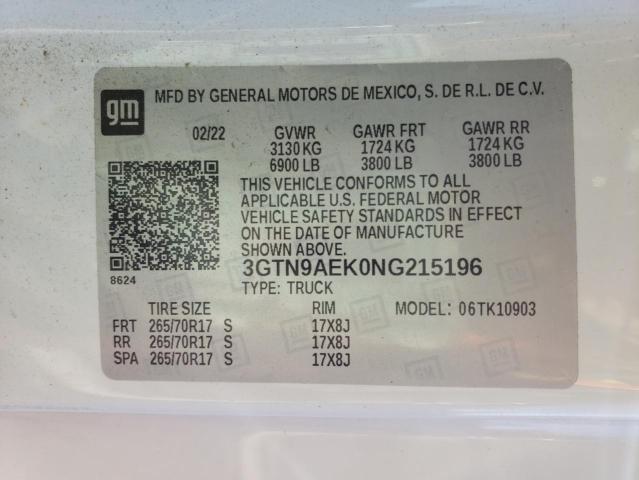 gm
MFD BY GENERAL MOTORS DE MEXICO, S. DE R.L. DE C.V.
02/22 GVWR GAWR FRT GAWR RR
3130 KG 1724 KG 1724 KG
6900 LB 3800 LB 3800 LB
THIS VEHICLE CONFORMS TO ALL
APPLICABLE U.S. FEDERAL MOTOR
VEHICLE SAFETY STANDARDS IN EFFECT
ON THE DATE OF MANUFACTURE
SHOWN ABOVE.
8624
3GTN9AEK0NG215196
TYPE: TRUCK
TIRE SIZE RIM MODEL: 06TK10903
FRT 265/70R17 S 17X8J
RR 265/70R17 S 17X8J
SPA 265/70R17 S 17X8J